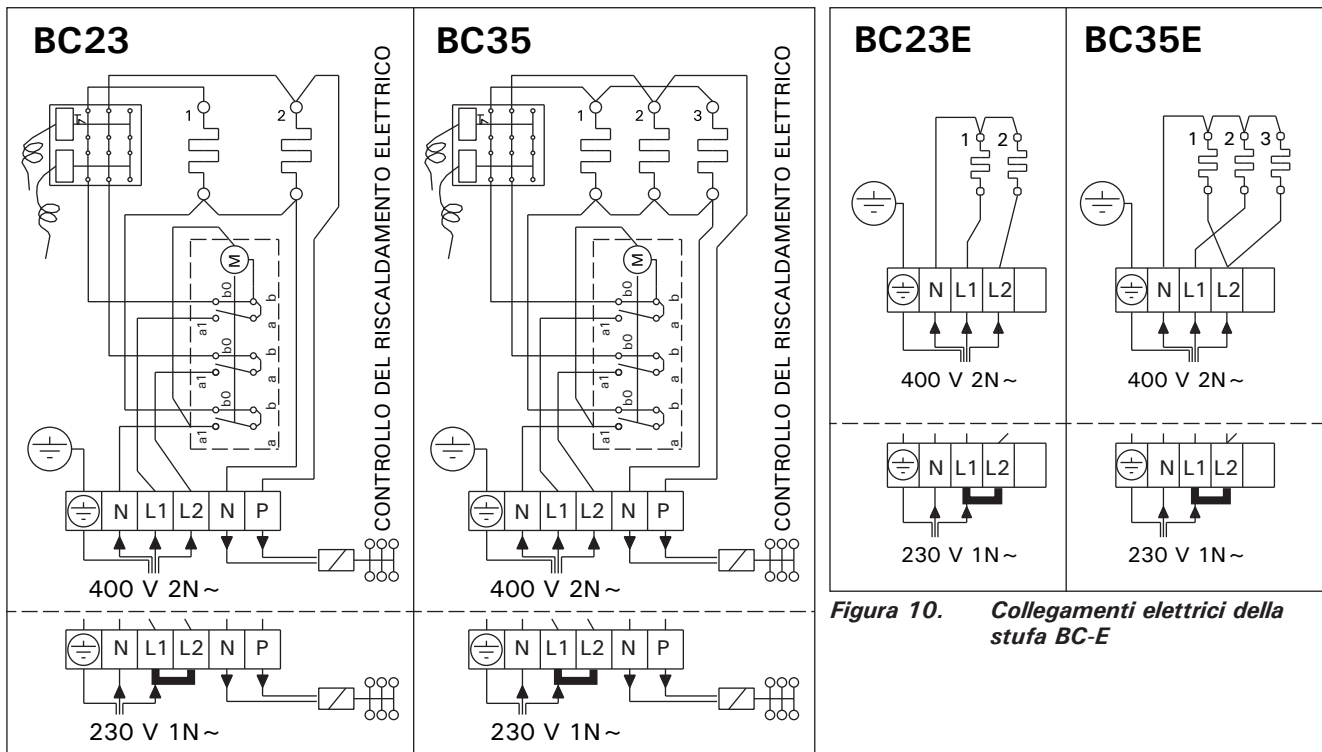 BC23
CONTROLLO DEL RISCALDAMENTO ELETTRICO
1 2
M
b0 b
a1 a
b0 b
a1 a
b0 b
a1 a
N L1 L2 N P
400 V 2N~
N L1 L2 N P
230 V 1N~
BC35
CONTROLLO DEL RISCALDAMENTO ELETTRICO
1 2 3
M
b0 b
a1 a
b0 b
a1 a
b0 b
a1 a
N L1 L2 N P
400 V 2N~
N L1 L2 N P
230 V 1N~
BC23E
1 2
N L1 L2
400 V 2N~
N L1 L2
230 V 1N~
BC35E
1 2 3
N L1 L2
400 V 2N~
N L1 L2
230 V 1N~
Figura 10. Collegamenti elettrici della
stufa BC-E